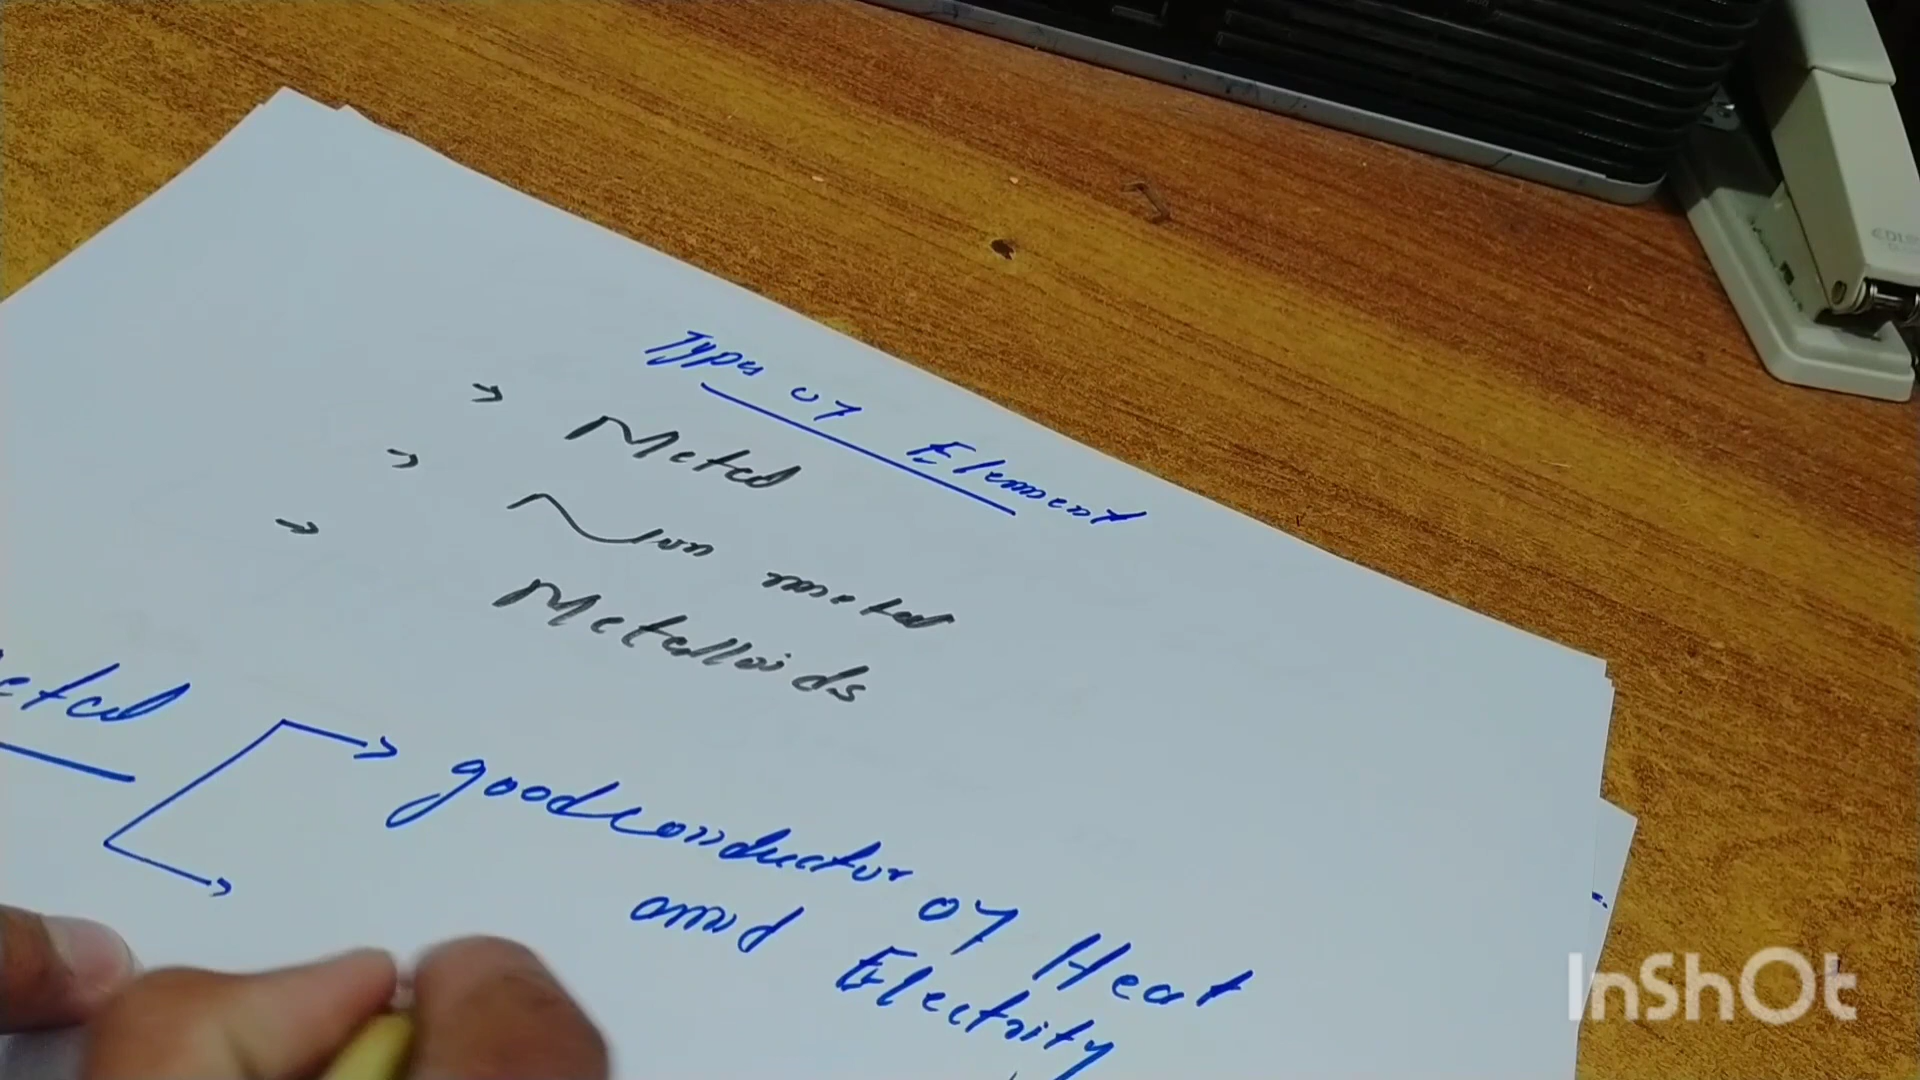 Types of Element
→ Metal
→ Non metal
→ Metalloids
etal
→ good conductor of Heat
and Electrity
→
InShOt